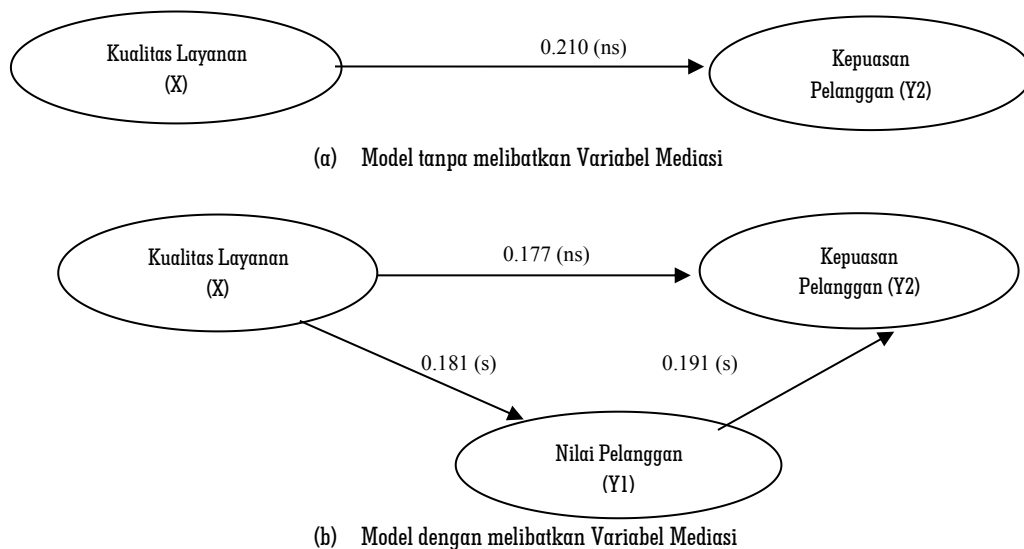 Kualitas Layanan
(X)
0.210 (ns)
Kepuasan
Pelanggan (Y2)
(a) Model tanpa melibatkan Variabel Mediasi
Kualitas Layanan
(X)
0.177 (ns)
Kepuasan
Pelanggan (Y2)
0.181 (s)
0.191 (s)
Nilai Pelanggan
(Y1)
(b) Model dengan melibatkan Variabel Mediasi